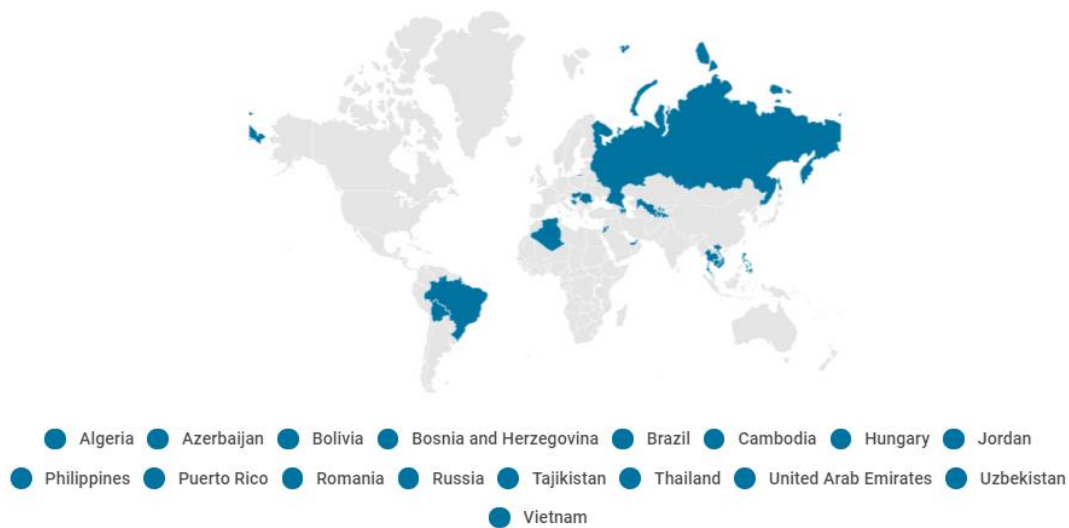 Algeria Azerbaijan Bolivia Bosnia and Herzegovina Brazil Cambodia Hungary Jordan
Philippines Puerto Rico Romania Russia Tajikistan Thailand United Arab Emirates Uzbekistan
Vietnam